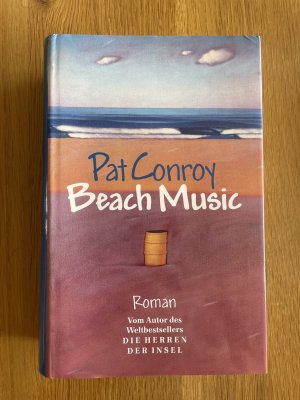 Pat Conroy
Beach Music
Roman
Vom Autor des
Weltbestsellers
DIE HERREN
DER INSEL